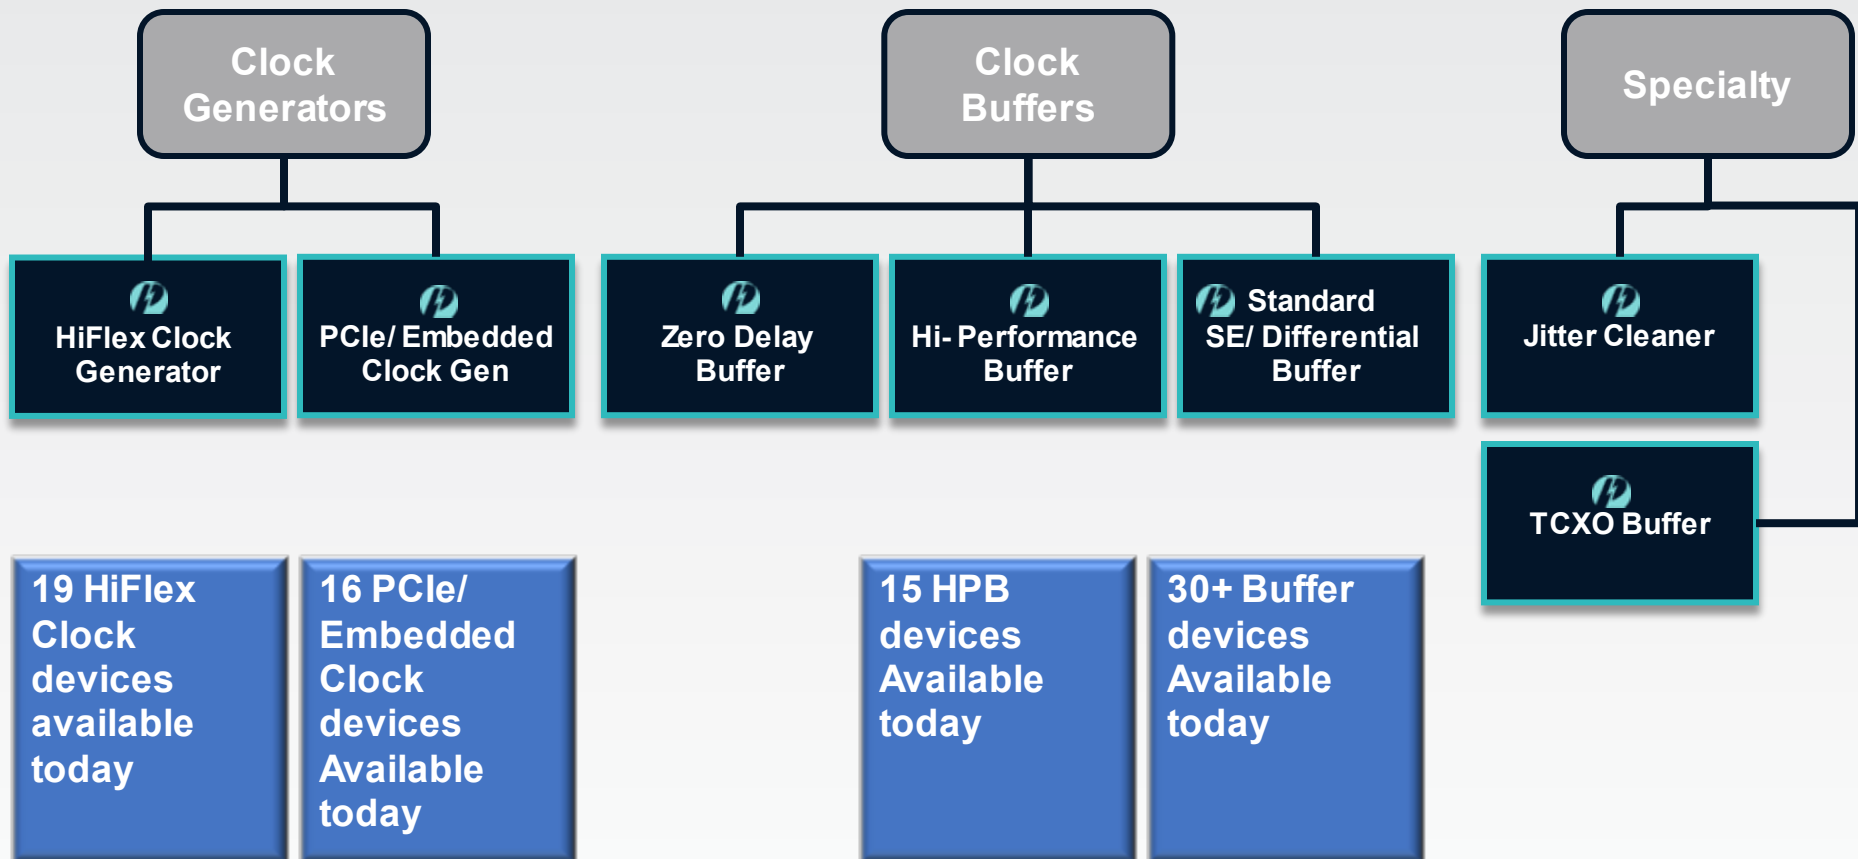 Clock
Generators
Clock
Buffers
Specialty
HiFlex Clock
Generator
PCIe/ Embedded
Clock Gen
Zero Delay
Buffer
Hi- Performance
Buffer
Standard
SE/ Differential
Buffer
Jitter Cleaner
TCXO Buffer
19 HiFlex
Clock
devices
available
today
16 PCIe/
Embedded
Clock
devices
Available
today
15 HPB
devices
Available
today
30+ Buffer
devices
Available
today